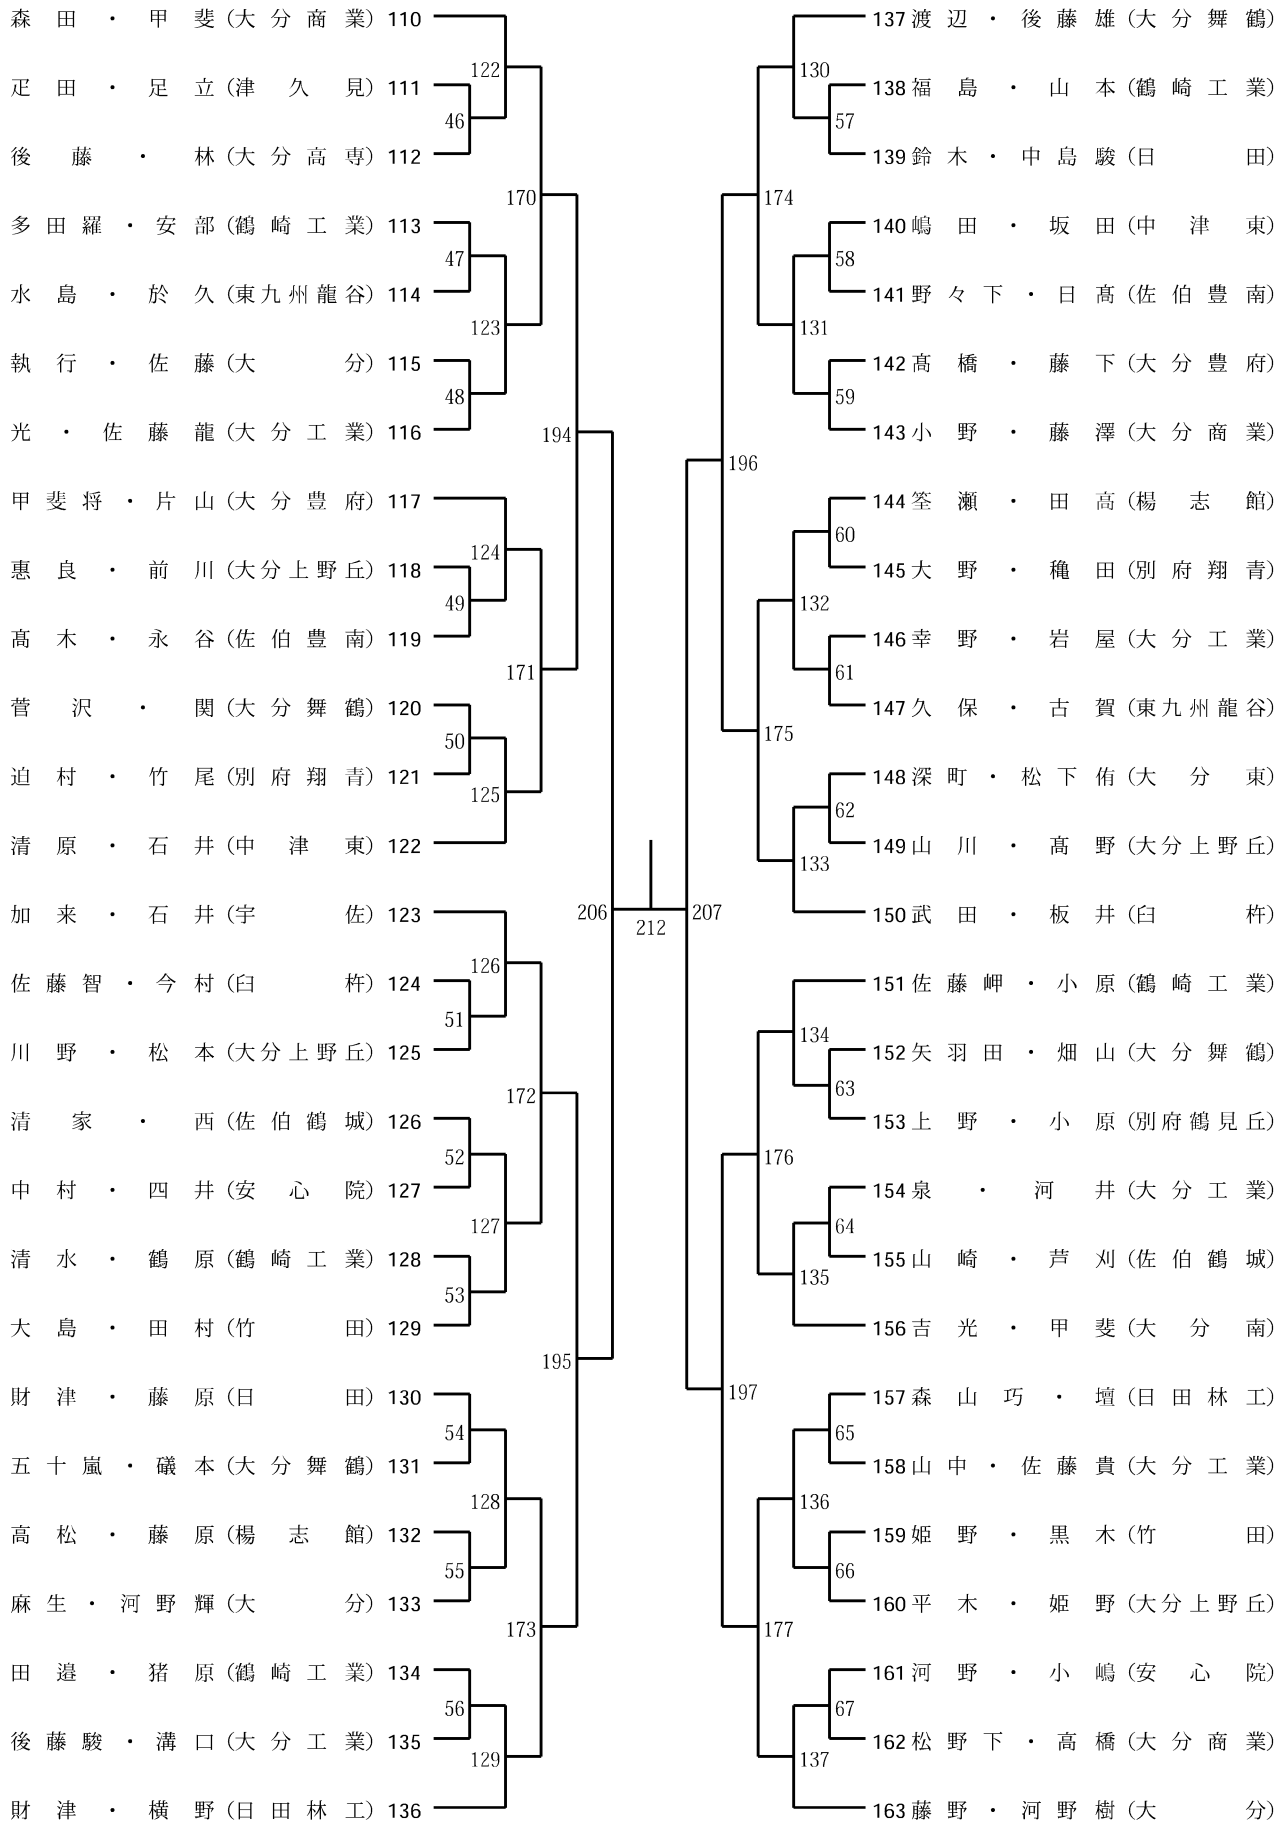 森田・甲斐(大分商業) 110
疋田・足立(津久見) 111
後藤・林(大分高専) 112
多田羅・安部(鶴崎工業) 113
水島・於久(東九州龍谷) 114
執行・佐藤(大分) 115
光・佐藤龍(大分工業) 116
甲斐将・片山(大分豊府) 117
惠良・前川(大分上野丘) 118
髙木・永谷(佐伯豊南) 119
菅沢・関(大分舞鶴) 120
迫村・竹尾(別府翔青) 121
清原・石井(中津東) 122
加来・石井(宇佐) 123
佐藤智・今村(臼杵) 124
川野・松本(大分上野丘) 125
清家・西(佐伯鶴城) 126
中村・四井(安心院) 127
清水・鶴原(鶴崎工業) 128
大島・田村(竹田) 129
財津・藤原(日田) 130
五十嵐・礒本(大分舞鶴) 131
高松・藤原(楊志館) 132
麻生・河野輝(大分) 133
田邉・猪原(鶴崎工業) 134
後藤駿・溝口(大分工業) 135
財津・横野(日田林工) 136
46
47
48
49
50
51
52
53
54
55
56
122
123
124
125
126
127
128
129
170
171
172
173
194
195
206
212
207
196
197
174
175
176
177
130
131
132
133
134
135
136
137
57
58
59
60
61
62
63
64
65
66
67
137 渡辺・後藤雄(大分舞鶴)
138 福島・山本(鶴崎工業)
139 鈴木・中島駿(日田)
140 嶋田・坂田(中津東)
141 野々下・日髙(佐伯豊南)
142 髙橋・藤下(大分豊府)
143 小野・藤澤(大分商業)
144 筌瀬・田高(楊志館)
145 大野・穐田(別府翔青)
146 幸野・岩屋(大分工業)
147 久保・古賀(東九州龍谷)
148 深町・松下侑(大分東)
149 山川・髙野(大分上野丘)
150 武田・板井(臼杵)
151 佐藤岬・小原(鶴崎工業)
152 矢羽田・畑山(大分舞鶴)
153 上野・小原(別府鶴見丘)
154 泉・河井(大分工業)
155 山崎・芦刈(佐伯鶴城)
156 吉光・甲斐(大分南)
157 森山巧・壇(日田林工)
158 山中・佐藤貴(大分工業)
159 姫野・黒木(竹田)
160 平木・姫野(大分上野丘)
161 河野・小嶋(安心院)
162 松野下・高橋(大分商業)
163 藤野・河野樹(大分)